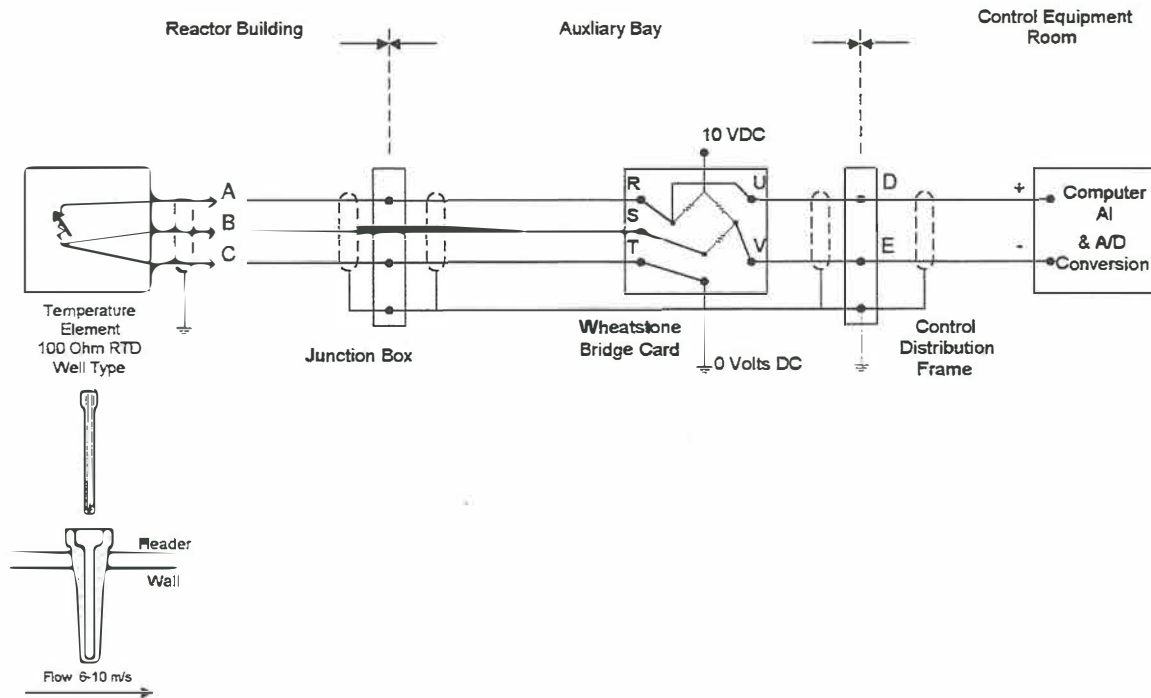 Reactor Building
Auxliary Bay
Control Equipment
Room
10 VDC
A
B
C
R
S
T
U
V
D
E
+
-
Computer
AI
& A/D
Conversion
Temperature
Element
100 Ohm RTD
Well Type
Junction Box
Wheatstone
Bridge Card
0 Volts DC
Control
Distribution
Frame
Header
Wall
Flow 6-10 m/s